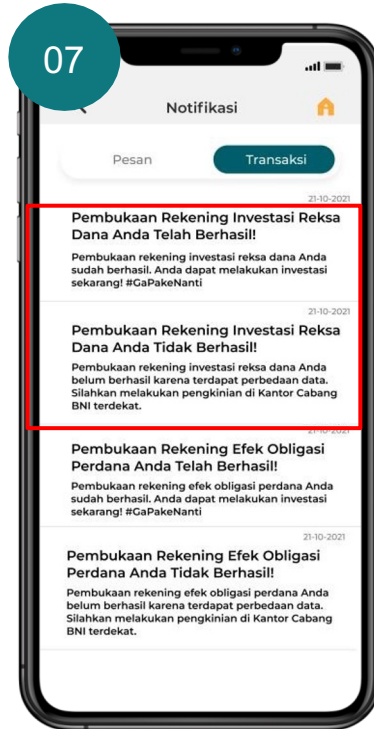 07
Notifikasi
Pesan
Transaksi
21-10-2021
Pembukaan Rekening Investasi Reksa
Dana Anda Telah Berhasil!
Pembukaan rekening investasi reksa dana Anda
sudah berhasil. Anda dapat melakukan investasi
sekarang! #GaPakeNanti
21-10-2021
Pembukaan Rekening Investasi Reksa
Dana Anda Tidak Berhasil!
Pembukaan rekening investasi reksa dana Anda
belum berhasil karena terdapat perbedaan data.
Silahkan melakukan pengkinian di Kantor Cabang
BNI terdekat.
21-10-2021
Pembukaan Rekening Efek Obligasi
Perdana Anda Telah Berhasil!
Pembukaan rekening efek obligasi perdana Anda
sudah berhasil. Anda dapat melakukan investasi
sekarang! #GaPakeNanti
21-10-2021
Pembukaan Rekening Efek Obligasi
Perdana Anda Tidak Berhasil!
Pembukaan rekening efek obligasi perdana Anda
belum berhasil karena terdapat perbedaan data.
Silahkan melakukan pengkinian di Kantor Cabang
BNI terdekat.